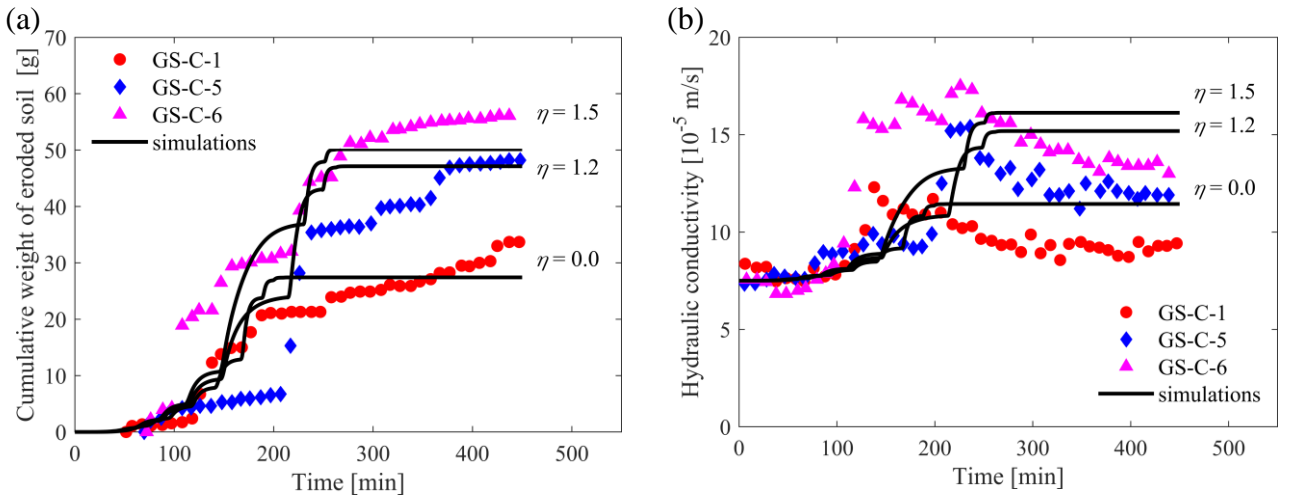 (a)
Cumulative weight of eroded soil [g]
70
60
50
40
30
20
10
0
GS-C-1
GS-C-5
GS-C-6
simulations
η = 1.5
η = 1.2
η = 0.0
0 100 200 300 400 500
Time [min]
(b)
Hydraulic conductivity [10⁻⁵ m/s]
20
15
10
5
0
η = 1.5
η = 1.2
η = 0.0
GS-C-1
GS-C-5
GS-C-6
simulations
0 100 200 300 400 500
Time [min]